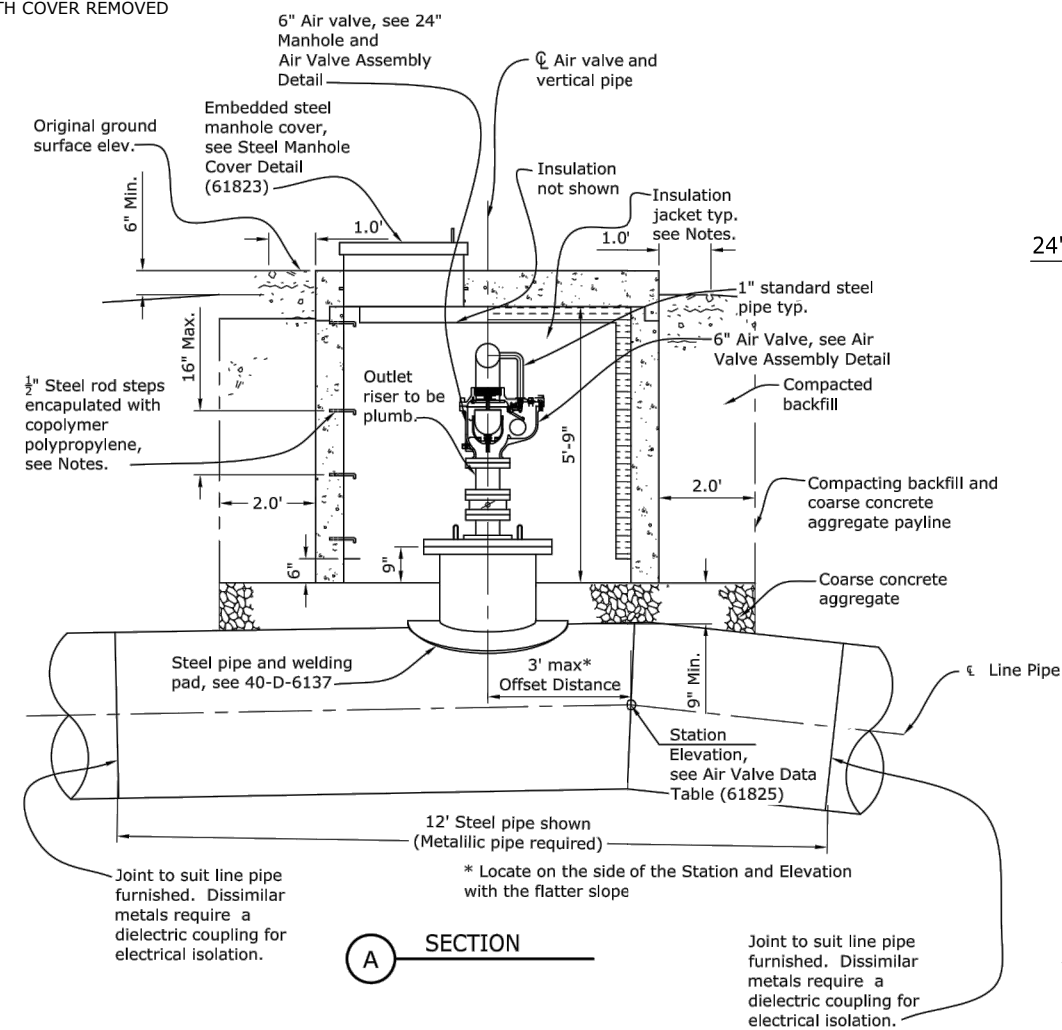 TH COVER REMOVED
6" Air valve, see 24"
Manhole and
Air Valve Assembly
Detail
℄ Air valve and
vertical pipe
Embedded steel
manhole cover,
see Steel Manhole
Cover Detail
(61823)
Original ground
surface elev.
Insulation
not shown
Insulation
jacket typ.
see Notes.
6" Min.
1.0'
1.0'
24'
1" standard steel
pipe typ.
6" Air Valve, see Air
Valve Assembly Detail
16" Max.
Outlet
riser to be
plumb.
Compacted
backfill
½" Steel rod steps
encapulated with
copolymer
polypropylene,
see Notes.
5'-9"
2.0'
2.0'
Compacting backfill and
coarse concrete
aggregate payline
6"
9"
Coarse concrete
aggregate
Steel pipe and welding
pad, see 40-D-6137
3' max*
Offset Distance
9" Min.
℄ Line Pipe
Station
Elevation,
see Air Valve Data
Table (61825)
12' Steel pipe shown
(Metalilic pipe required)
* Locate on the side of the Station and Elevation
with the flatter slope
Joint to suit line pipe
furnished. Dissimilar
metals require a
dielectric coupling for
electrical isolation.
A
SECTION
Joint to suit line pipe
furnished. Dissimilar
metals require a
dielectric coupling for
electrical isolation.